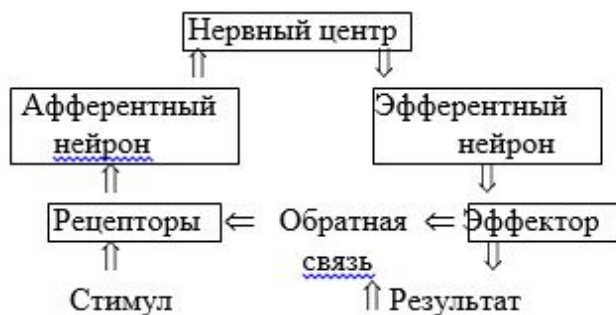 Нервный центр
⇑ ⇓
Афферентный Эфферентный
нейрон нейрон
⇑ ⇓
Рецепторы ⇐ Обратная ⇐ Эффектор
⇑ связь ⇓
Стимул ⇑ Результат